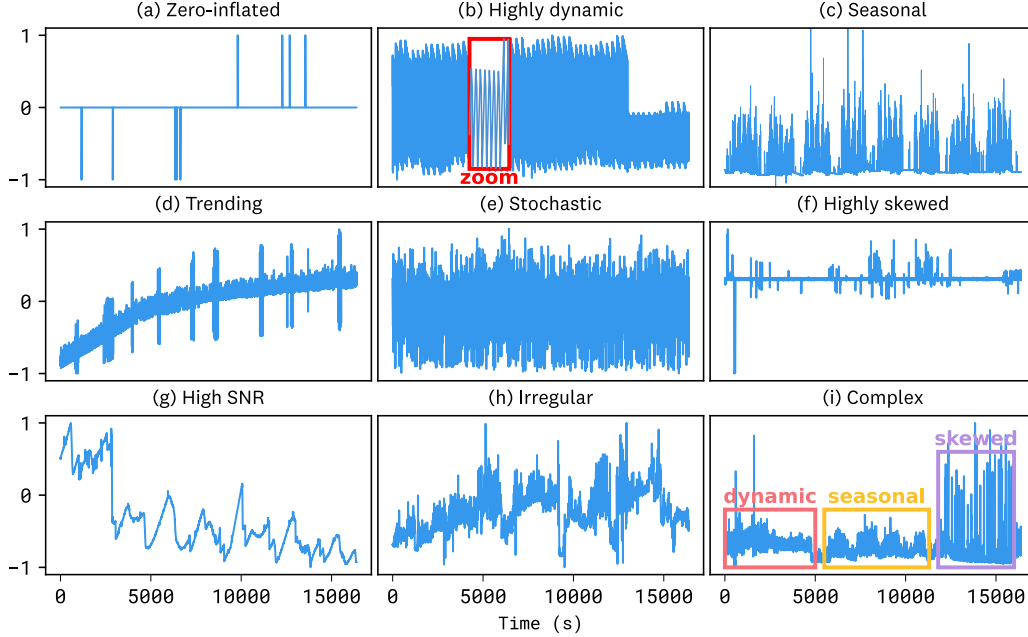 (a) Zero-inflated
(b) Highly dynamic
(c) Seasonal
1
0
−1
zoom
(d) Trending
(e) Stochastic
(f) Highly skewed
1
0
−1
(g) High SNR
(h) Irregular
(i) Complex
1
0
−1
dynamic
seasonal
skewed
0 5000 10000 15000
0 5000 10000 15000
0 5000 10000 15000
Time (s)